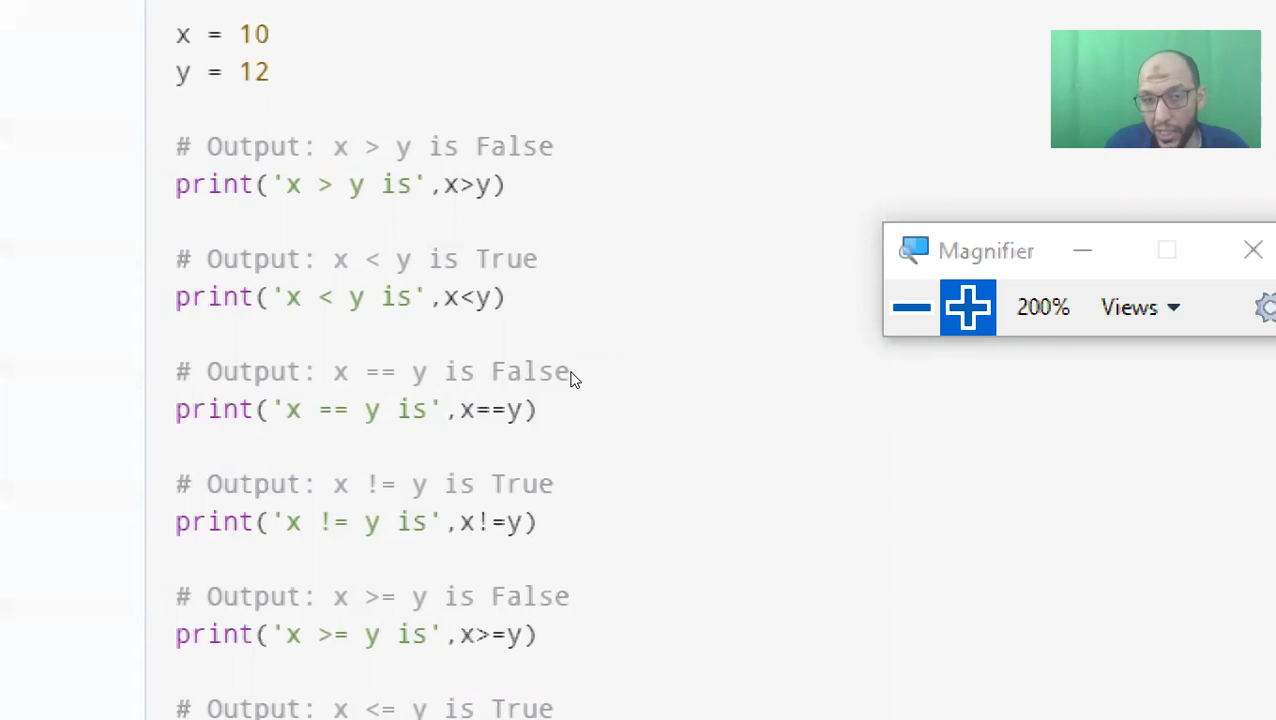 x = 10
y = 12
# Output: x > y is False
print('x > y is',x>y)
# Output: x < y is True
print('x < y is',x<y)
# Output: x == y is False
print('x == y is',x==y)
# Output: x != y is True
print('x != y is',x!=y)
# Output: x >= y is False
print('x >= y is',x>=y)
# Output: x <= y is True
Magnifier
200% Views